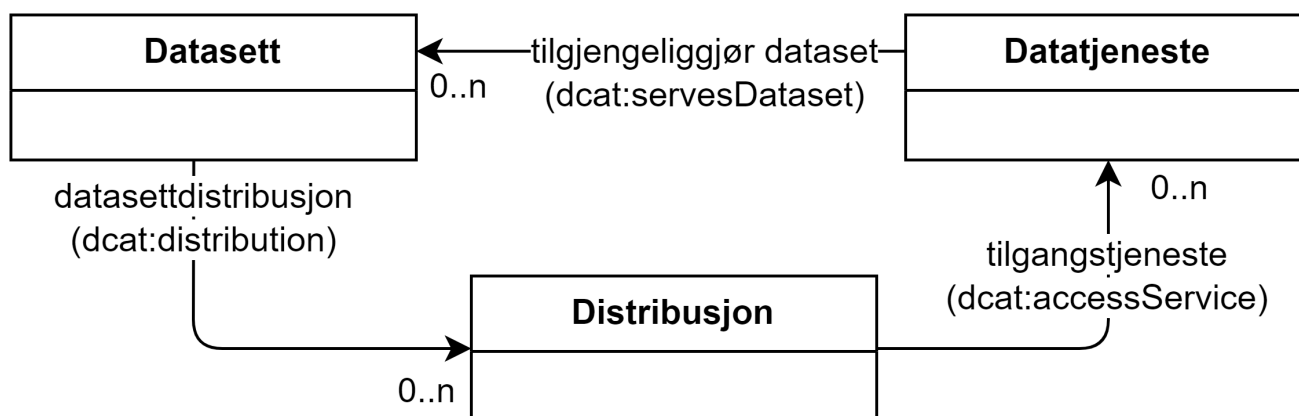 Datasett
tilgjengeliggjør dataset
(dcat:servesDataset)
0..n
Datatjeneste
datasettdistribusjon
(dcat:distribution)
0..n
Distribusjon
0..n
tilgangstjeneste
(dcat:accessService)